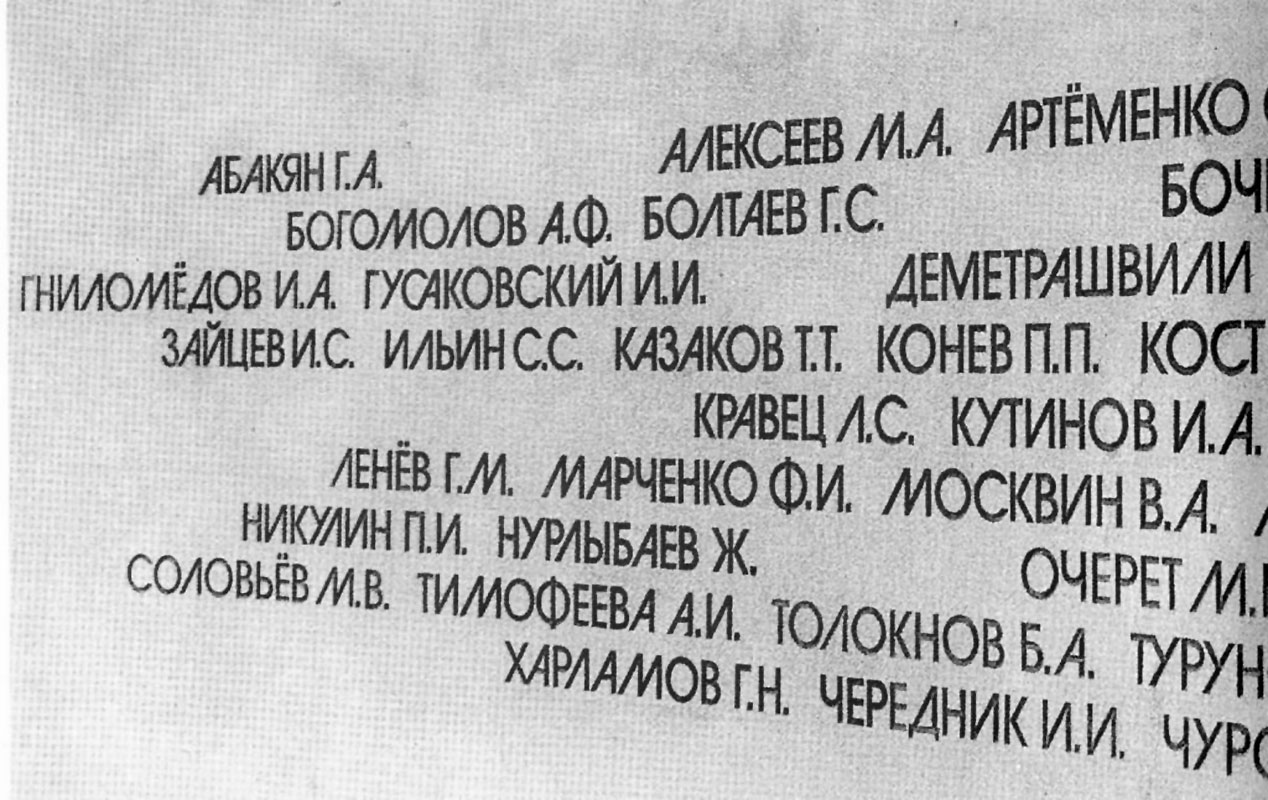 АБАКЯН Г.А. АЛЕКСЕЕВ М.А. АРТЁМЕНКО
БОГОМОЛОВ А.Ф. БОЛТАЕВ Г.С.
ГНИЛОМЁДОВ И.А. ГУСАКОВСКИЙ И.И. ДЕМЕТРАШВИЛИ
ЗАЙЦЕВ И.С. ИЛЬИН С.С. КАЗАКОВ Т.Т. КОНЕВ П.П.
КРАВЕЦ Л.С. КУТИНОВ И.А.
ЛЕНЁВ Г.М. МАРЧЕНКО Ф.И. МОСКВИН В.А.
НИКУЛИН П.И. НУРЛЫБАЕВ Ж. ОЧЕРЕТ М.
СОЛОВЬЁВ М.В. ТИМОФЕЕВА А.И. ТОЛОКНОВ Б.А.
ХАРЛАМОВ Г.Н. ЧЕРЕДНИК И.И.